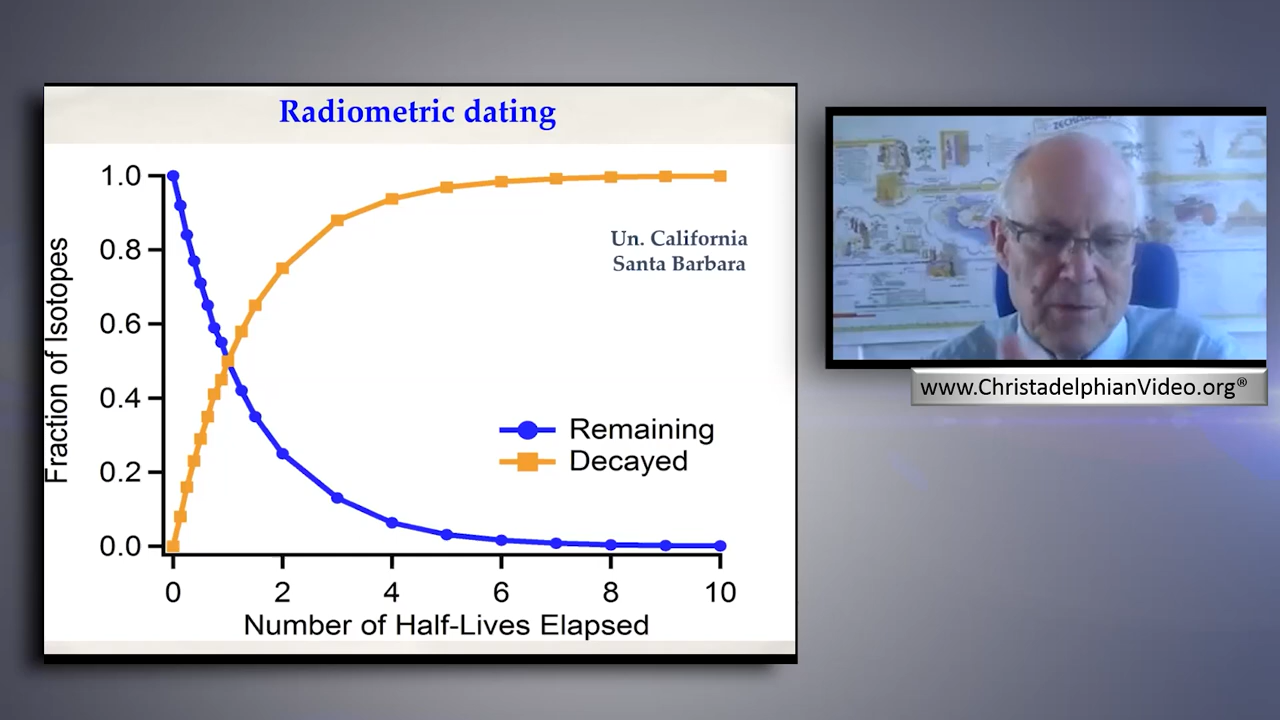 Radiometric dating
1.0
0.8
0.6
0.4
0.2
0.0
Fraction of Isotopes
Un. California
Santa Barbara
Remaining
Decayed
0 2 4 6 8 10
Number of Half-Lives Elapsed
www.ChristadelphianVideo.org®